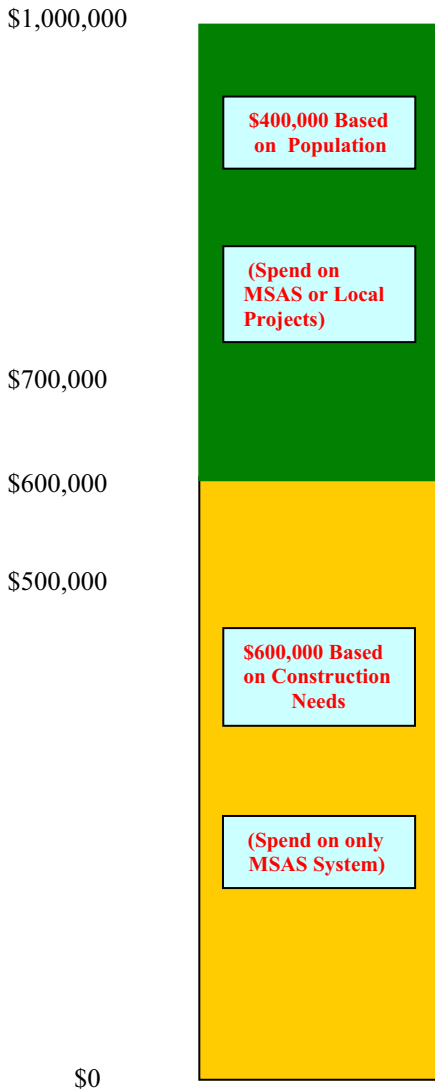 $1,000,000
$400,000 Based
on Population
(Spend on
MSAS or Local
Projects)
$700,000
$600,000
$500,000
$600,000 Based
on Construction
Needs
(Spend on only
MSAS System)
$0